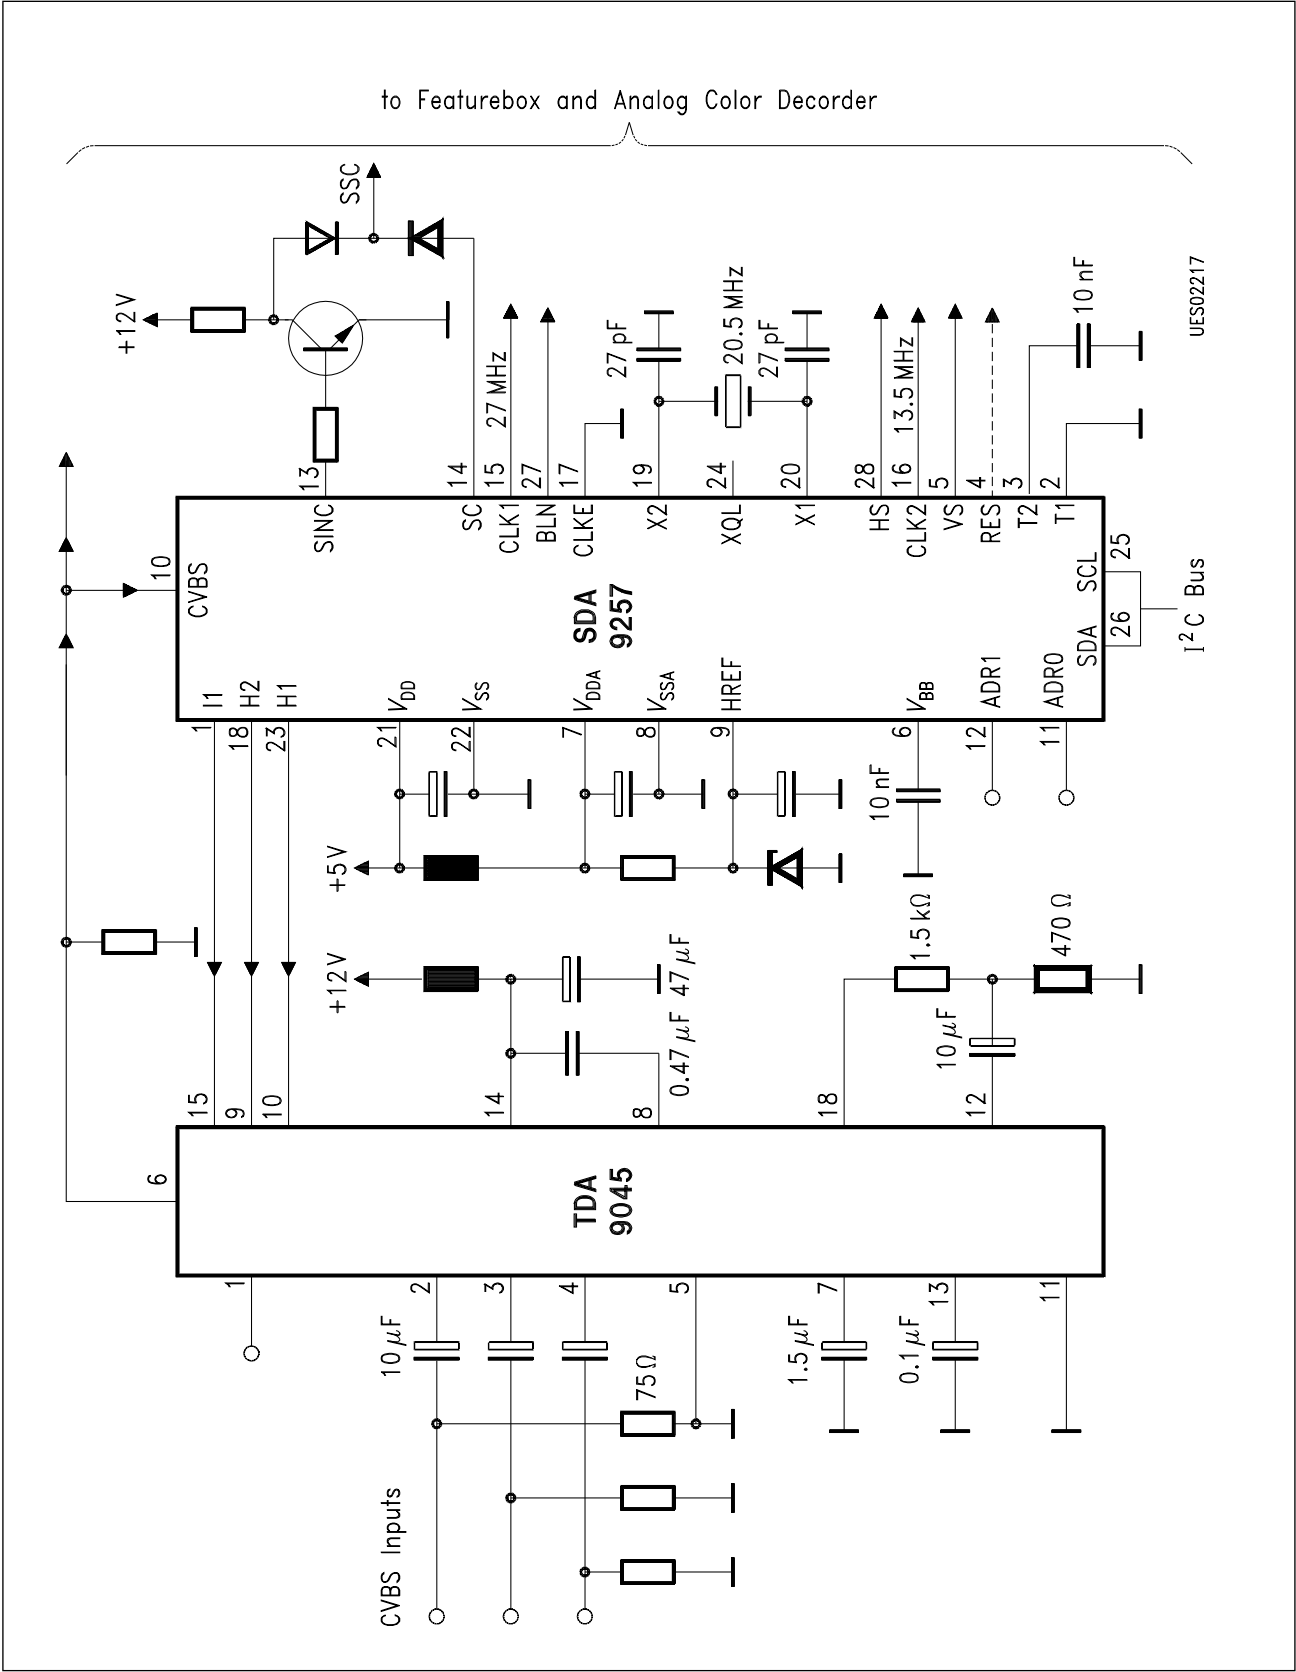 to Featurebox and Analog Color Decorder
SSC
+12V
27 MHz
27 pF
20.5 MHz
27 pF
13.5 MHz
10 nF
UES02217
13
14
15
27
17
19
24
20
28
16
5
4
3
2
10
CVBS
SINC
SC
CLK1
BLN
CLKE
X2
XQL
X1
HS
CLK2
VS
RES
T2
T1
SDA
9257
SCL
25
SDA
26
I²C Bus
I1
H2
H1
VDD
VSS
VDDA
VSSA
HREF
VBB
ADR1
ADR0
1
18
23
21
22
7
8
9
6
12
11
10 nF
+5V
+12V
1.5 kΩ
470 Ω
47 μF
0.47 μF
10 μF
15
9
10
14
8
18
12
6
TDA
9045
1
2
3
4
5
7
13
11
10 μF
75Ω
1.5 μF
0.1 μF
CVBS Inputs